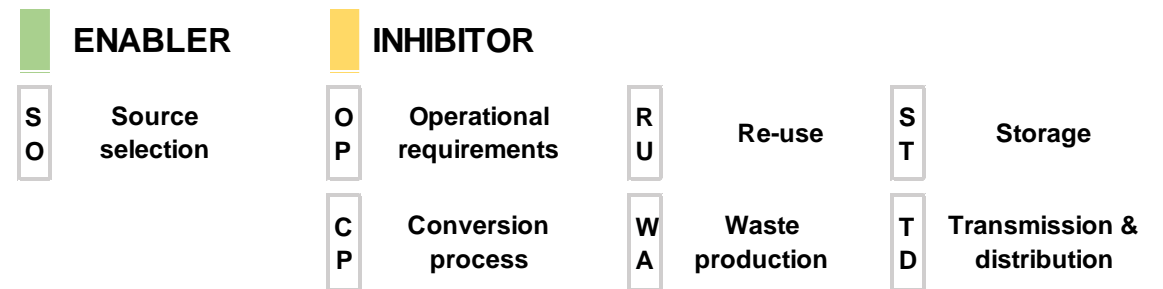 ENABLER
INHIBITOR
S
O
Source
selection
O
P
Operational
requirements
R
U
Re-use
S
T
Storage
C
P
Conversion
process
W
A
Waste
production
T
D
Transmission &
distribution